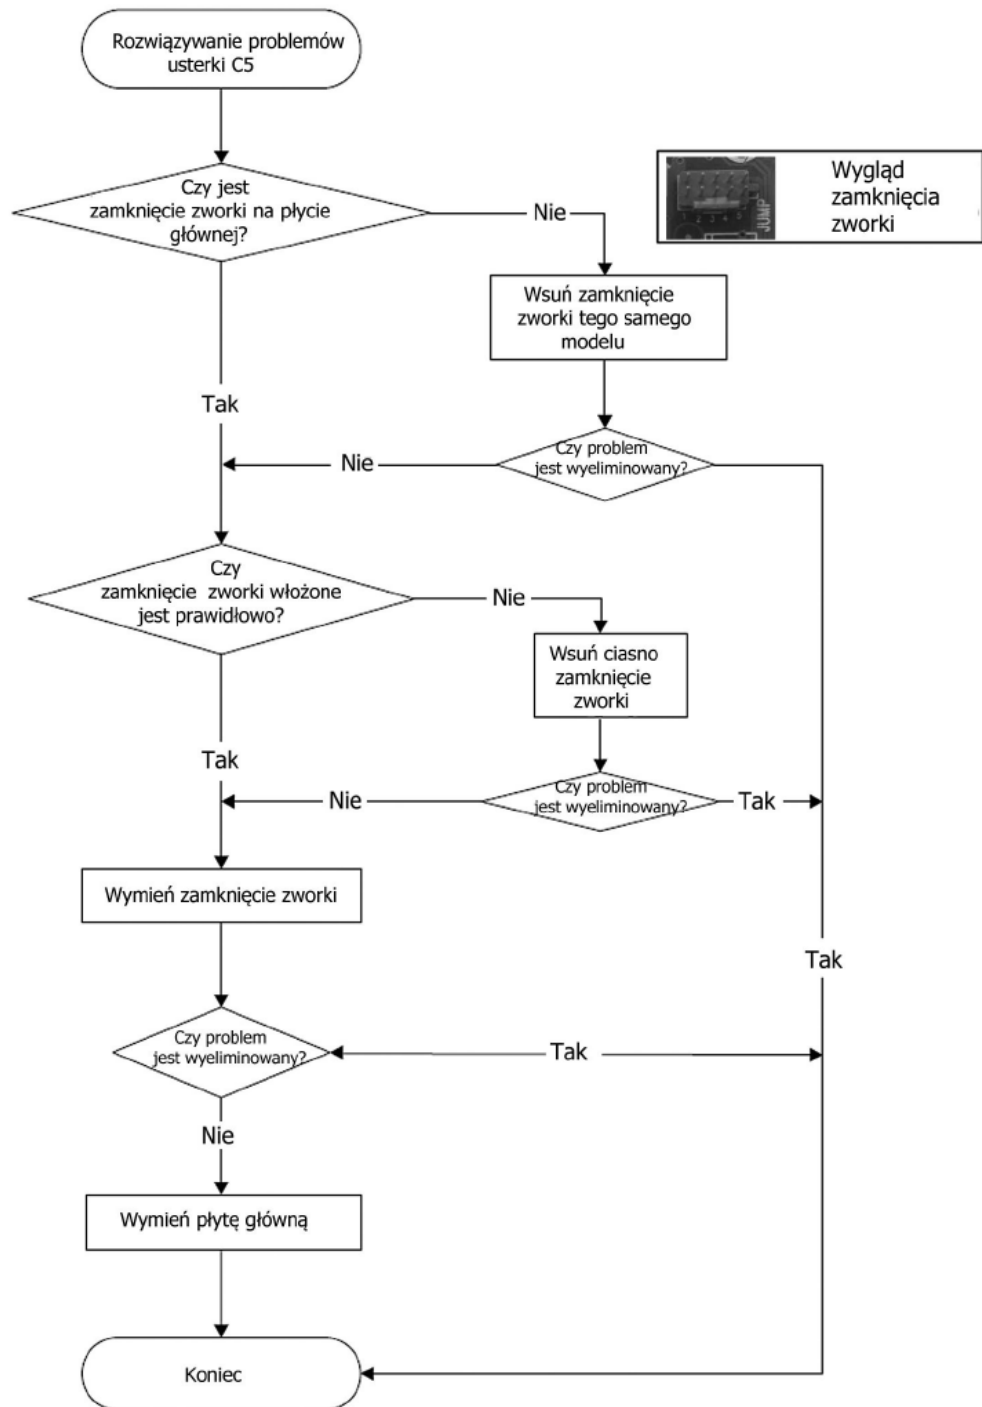 Rozwiązywanie problemów
usterki C5
Czy jest
zamknięcie zworki na płycie
głównej?
Nie
Wygląd
zamknięcia
zworki
JUMP
Wsuń zamknięcie
zworki tego samego
modelu
Tak
Czy problem
jest wyeliminowany?
Nie
Czy
zamknięcie zworki włożone
jest prawidłowo?
Nie
Wsuń ciasno
zamknięcie
zworki
Tak
Czy problem
jest wyeliminowany?
Nie
Tak
Wymień zamknięcie zworki
Tak
Czy problem
jest wyeliminowany?
Tak
Nie
Wymień płytę główną
Koniec